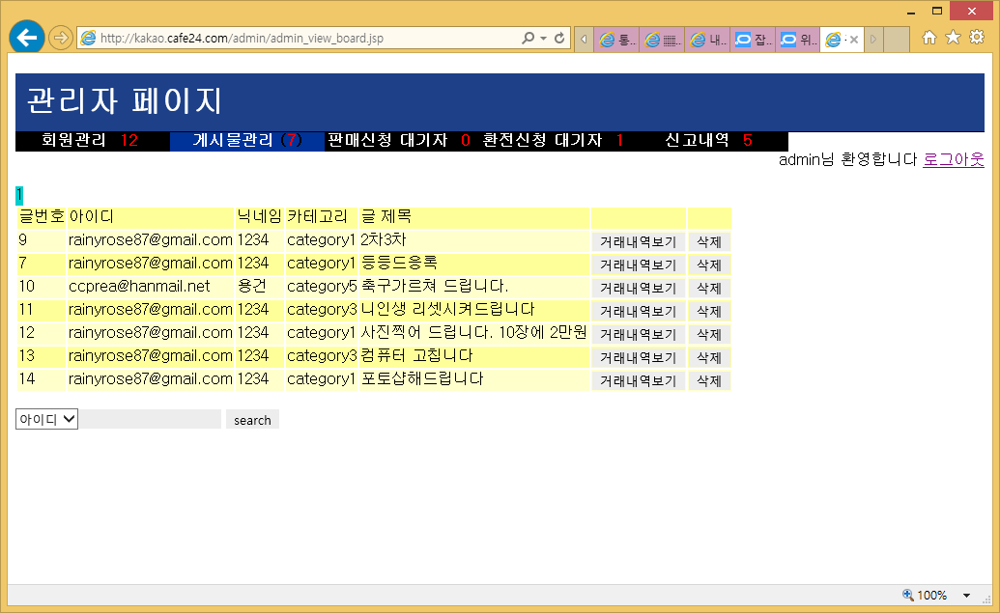 http://kakao.cafe24.com/admin/admin_view_board.jsp 통.. 내.. 잡.. 위..
관리자 페이지
회원관리 12 게시물관리 (7) 판매신청 대기자 0 환전신청 대기자 1 신고내역 5
admin님 환영합니다 로그아웃
1
글번호 아이디 닉네임 카테고리 글 제목
9 rainyrose87@gmail.com 1234 category1 2차3차 거래내역보기 삭제
7 rainyrose87@gmail.com 1234 category1 등등드응록 거래내역보기 삭제
10 ccprea@hanmail.net 용건 category5 축구가르쳐 드립니다. 거래내역보기 삭제
11 rainyrose87@gmail.com 1234 category3 니인생 리셋시켜드립니다 거래내역보기 삭제
12 rainyrose87@gmail.com 1234 category1 사진찍어 드립니다. 10장에 2만원 거래내역보기 삭제
13 rainyrose87@gmail.com 1234 category3 컴퓨터 고칩니다 거래내역보기 삭제
14 rainyrose87@gmail.com 1234 category1 포토샵해드립니다 거래내역보기 삭제
아이디 search
100%